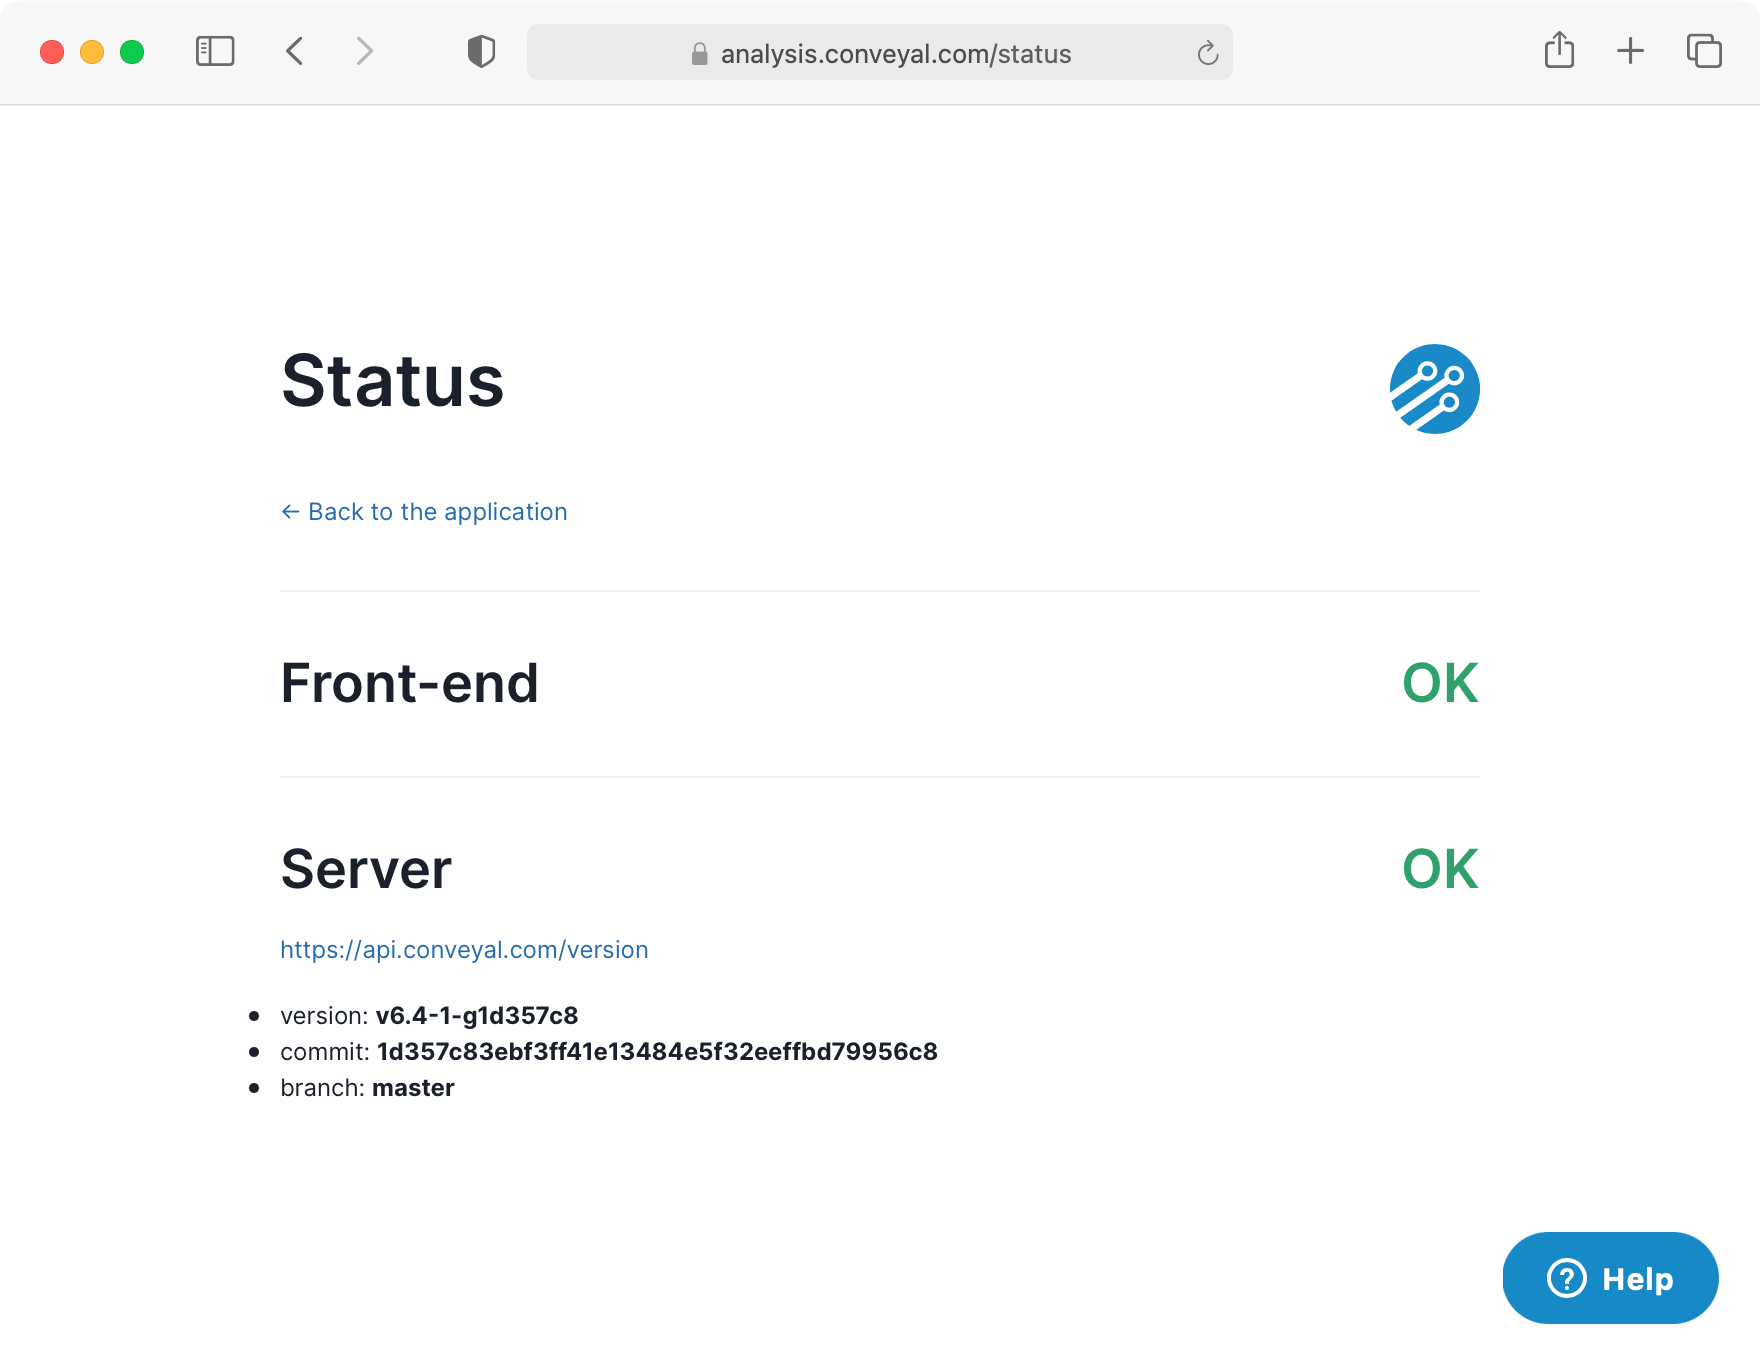 analysis.conveyal.com/status
Status
← Back to the application
Front-end OK
Server OK
https://api.conveyal.com/version
• version: v6.4-1-g1d357c8
• commit: 1d357c83ebf3ff41e13484e5f32eeffbd79956c8
• branch: master
? Help